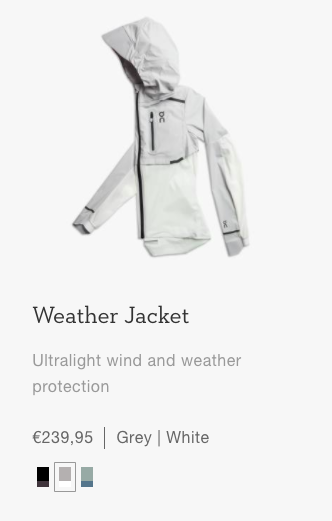 Weather Jacket
Ultralight wind and weather
protection
€239,95 | Grey | White